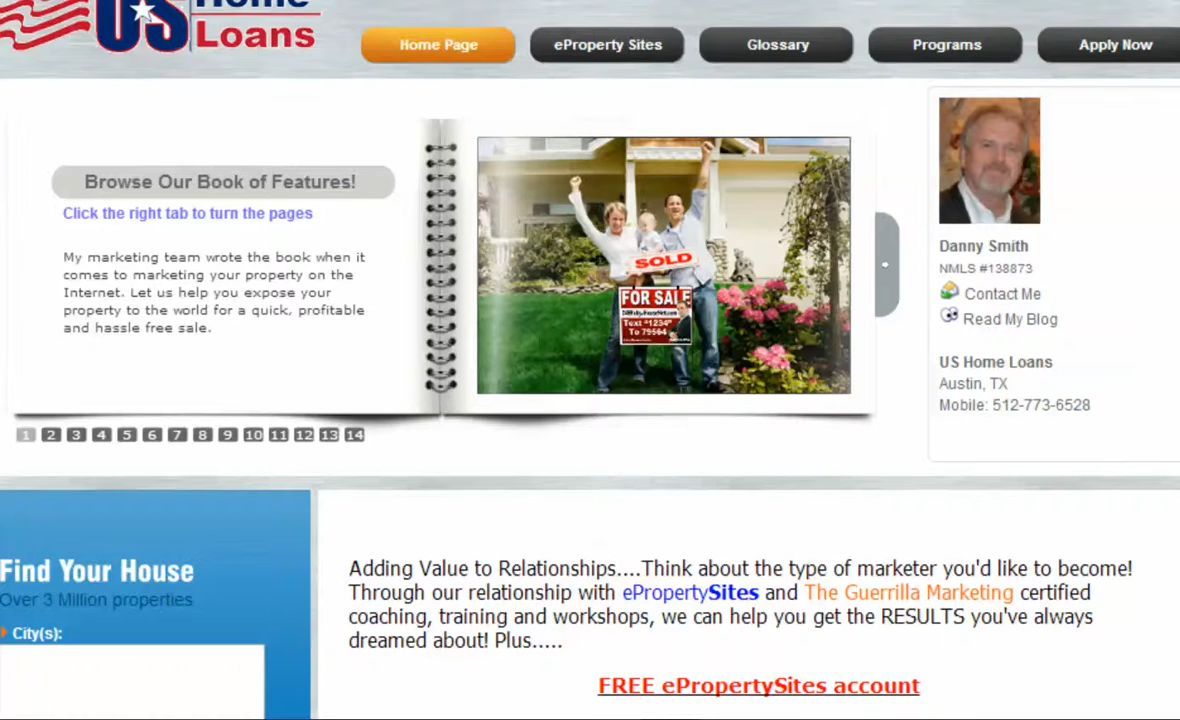 US Home
Loans
Home Page
eProperty Sites
Glossary
Programs
Apply Now
Browse Our Book of Features!
Click the right tab to turn the pages
My marketing team wrote the book when it
comes to marketing your property on the
Internet. Let us help you expose your
property to the world for a quick, profitable
and hassle free sale.
SOLD
FOR SALE
Text "1234"
To 79564
1 2 3 4 5 6 7 8 9 10 11 12 13 14
Danny Smith
NMLS #138873
Contact Me
Read My Blog
US Home Loans
Austin, TX
Mobile: 512-773-6528
Find Your House
Over 3 Million properties
City(s):
Adding Value to Relationships....Think about the type of marketer you'd like to become!
Through our relationship with ePropertySites and The Guerrilla Marketing certified
coaching, training and workshops, we can help you get the RESULTS you've always
dreamed about! Plus.....
FREE ePropertySites account